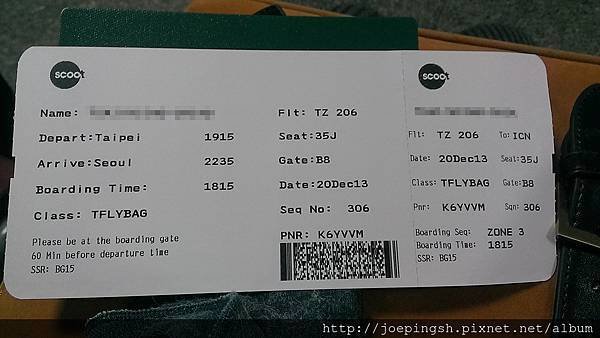 scoot
Name:
Flt: TZ 206
Depart:Taipei 1915
Seat:35J
Arrive:Seoul 2235
Gate:B8
Boarding Time: 1815
Date:20Dec13
Class: TFLYBAG
Seq No: 306
Please be at the boarding gate
60 Min before departure time
SSR: BG15
PNR: K6YVVM
scoot
Flt: TZ 206 To:ICN
Date: 20Dec13 Seat:35J
Class:TFLYBAG Gate:B8
Pnr: K6YVVM Sqn:306
Boarding Seq: ZONE 3
Boarding Time: 1815
SSR: BG15
http://joepingsh.pixnet.net/album